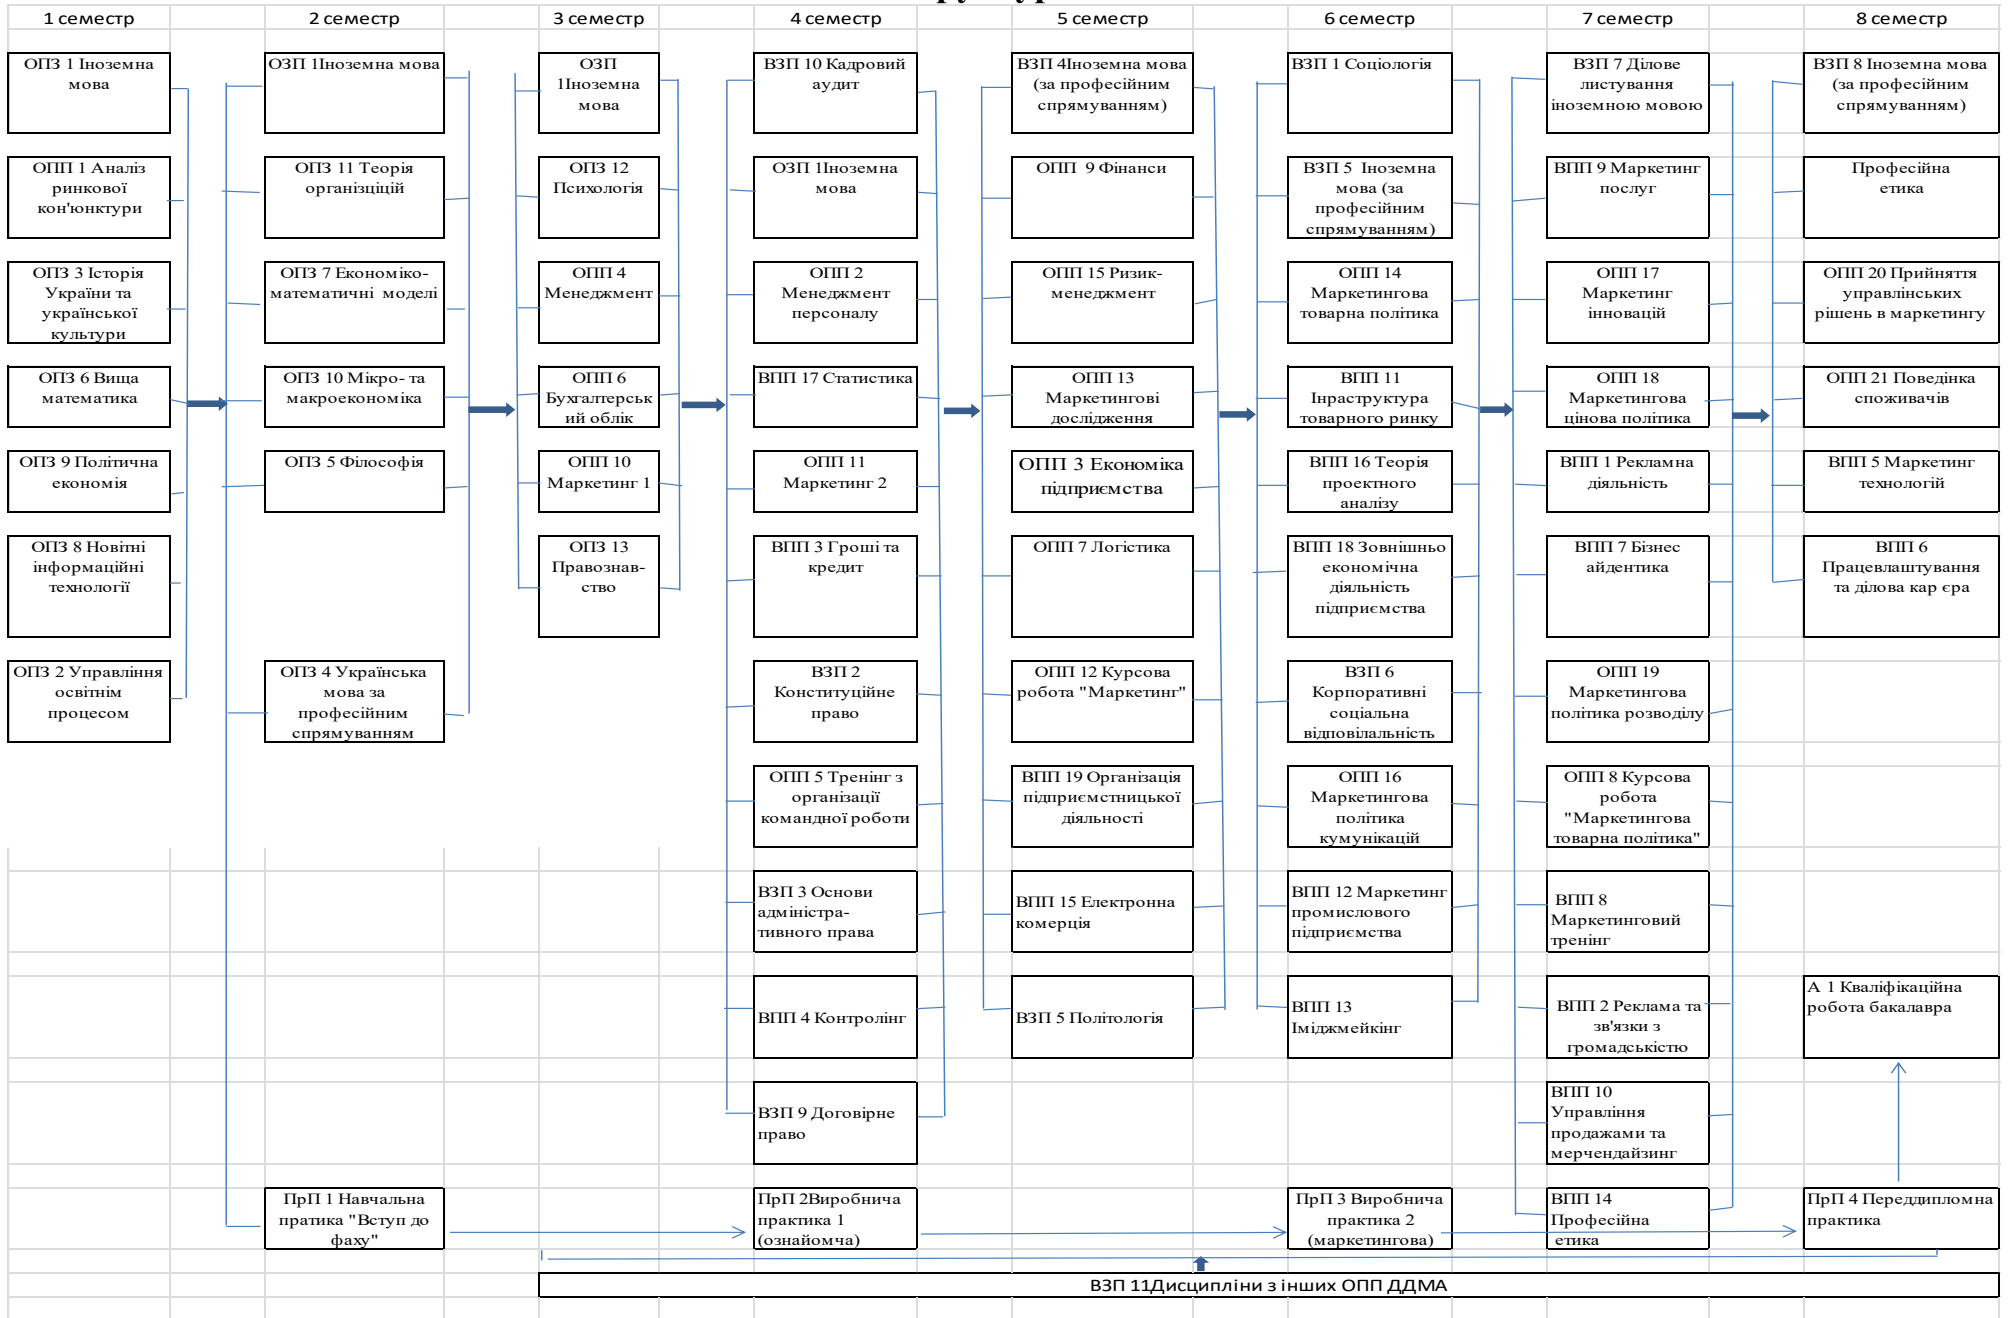 1 семестр
2 семестр
3 семестр
4 семестр
5 семестр
6 семестр
7 семестр
8 семестр
ОПЗ 1 Іноземна
мова
ОПП 1 Аналіз
ринкової
кон'юнктури
ОПЗ 3 Історія
України та
української
культури
ОПЗ 6 Вища
математика
ОПЗ 9 Політична
економія
ОПЗ 8 Новітні
інформаційні
технології
ОПЗ 2 Управління
освітнім
процесом
ОЗП 1Іноземна мова
ОПЗ 11 Теорія
організіцій
ОПЗ 7 Економіко-
математичні моделі
ОПЗ 10 Мікро- та
макроекономіка
ОПЗ 5 Філософія
ОПЗ 4 Українська
мова за
професійним
спрямуванням
ПрП 1 Навчальна
пратика "Вступ до
фаху"
ОЗП
1Іноземна
мова
ОПЗ 12
Психологія
ОПП 4
Менеджмент
ОПП 6
Бухгалтерськ
ий облік
ОПП 10
Маркетинг 1
ОПЗ 13
Правознав-
ство
ВЗП 10 Кадровий
аудит
ОЗП 1Іноземна
мова
ОПП 2
Менеджмент
персоналу
ВПП 17 Статистика
ОПП 11
Маркетинг 2
ВПП 3 Гроші та
кредит
ВЗП 2
Конституційне
право
ОПП 5 Тренінг з
організації
командної роботи
ВЗП 3 Основи
адміністра-
тивного права
ВПП 4 Контролінг
ВЗП 9 Договірне
право
ПрП 2Виробнича
практика 1
(ознайомча)
ВЗП 4Іноземна мова
(за професійним
спрямуванням)
ОПП 9 Фінанси
ОПП 15 Ризик-
менеджмент
ОПП 13
Маркетингові
дослідження
ОПП 3 Економіка
підприємства
ОПП 7 Логістика
ОПП 12 Курсова
робота "Маркетинг"
ВПП 19 Організація
підприємстницької
діяльності
ВПП 15 Електронна
комерція
ВЗП 5 Політологія
ВЗП 1 Соціологія
ВЗП 5 Іноземна
мова (за
професійним
спрямуванням)
ОПП 14
Маркетингова
товарна політика
ВПП 11
Інраструктура
товарного ринку
ВПП 16 Теорія
проектного
аналізу
ВПП 18 Зовнішньо
економічна
діяльність
підприємства
ВЗП 6
Корпоративні
соціальна
відповілальність
ОПП 16
Маркетингова
політика
кумунікацій
ВПП 12 Маркетинг
промислового
підприємства
ВПП 13
Іміджмейкінг
ПрП 3 Виробнича
практика 2
(маркетингова)
ВЗП 7 Ділове
листування
іноземною мовою
ВПП 9 Маркетинг
послуг
ОПП 17
Маркетинг
інновацій
ОПП 18
Маркетингова
цінова політика
ВПП 1 Рекламна
діяльність
ВПП 7 Бізнес
айдентика
ОПП 19
Маркетингова
політика розводілу
ОПП 8 Курсова
робота
"Маркетингова
товарна політика"
ВПП 8
Маркетинговий
тренінг
ВПП 2 Реклама та
зв'язки з
громадськістю
ВПП 10
Управління
продажами та
мерчендайзинг
ВПП 14
Професійна
етика
ВЗП 8 Іноземна мова
(за професійним
спрямуванням)
Професійна
етика
ОПП 20 Прийняття
управлінських
рішень в маркетингу
ОПП 21 Поведінка
споживачів
ВПП 5 Маркетинг
технологій
ВПП 6
Працевлаштування
та ділова кар єра
А 1 Кваліфікаційна
робота бакалавра
ПрП 4 Переддипломна
практика
ВЗП 11Дисципліни з інших ОПП ДДМА